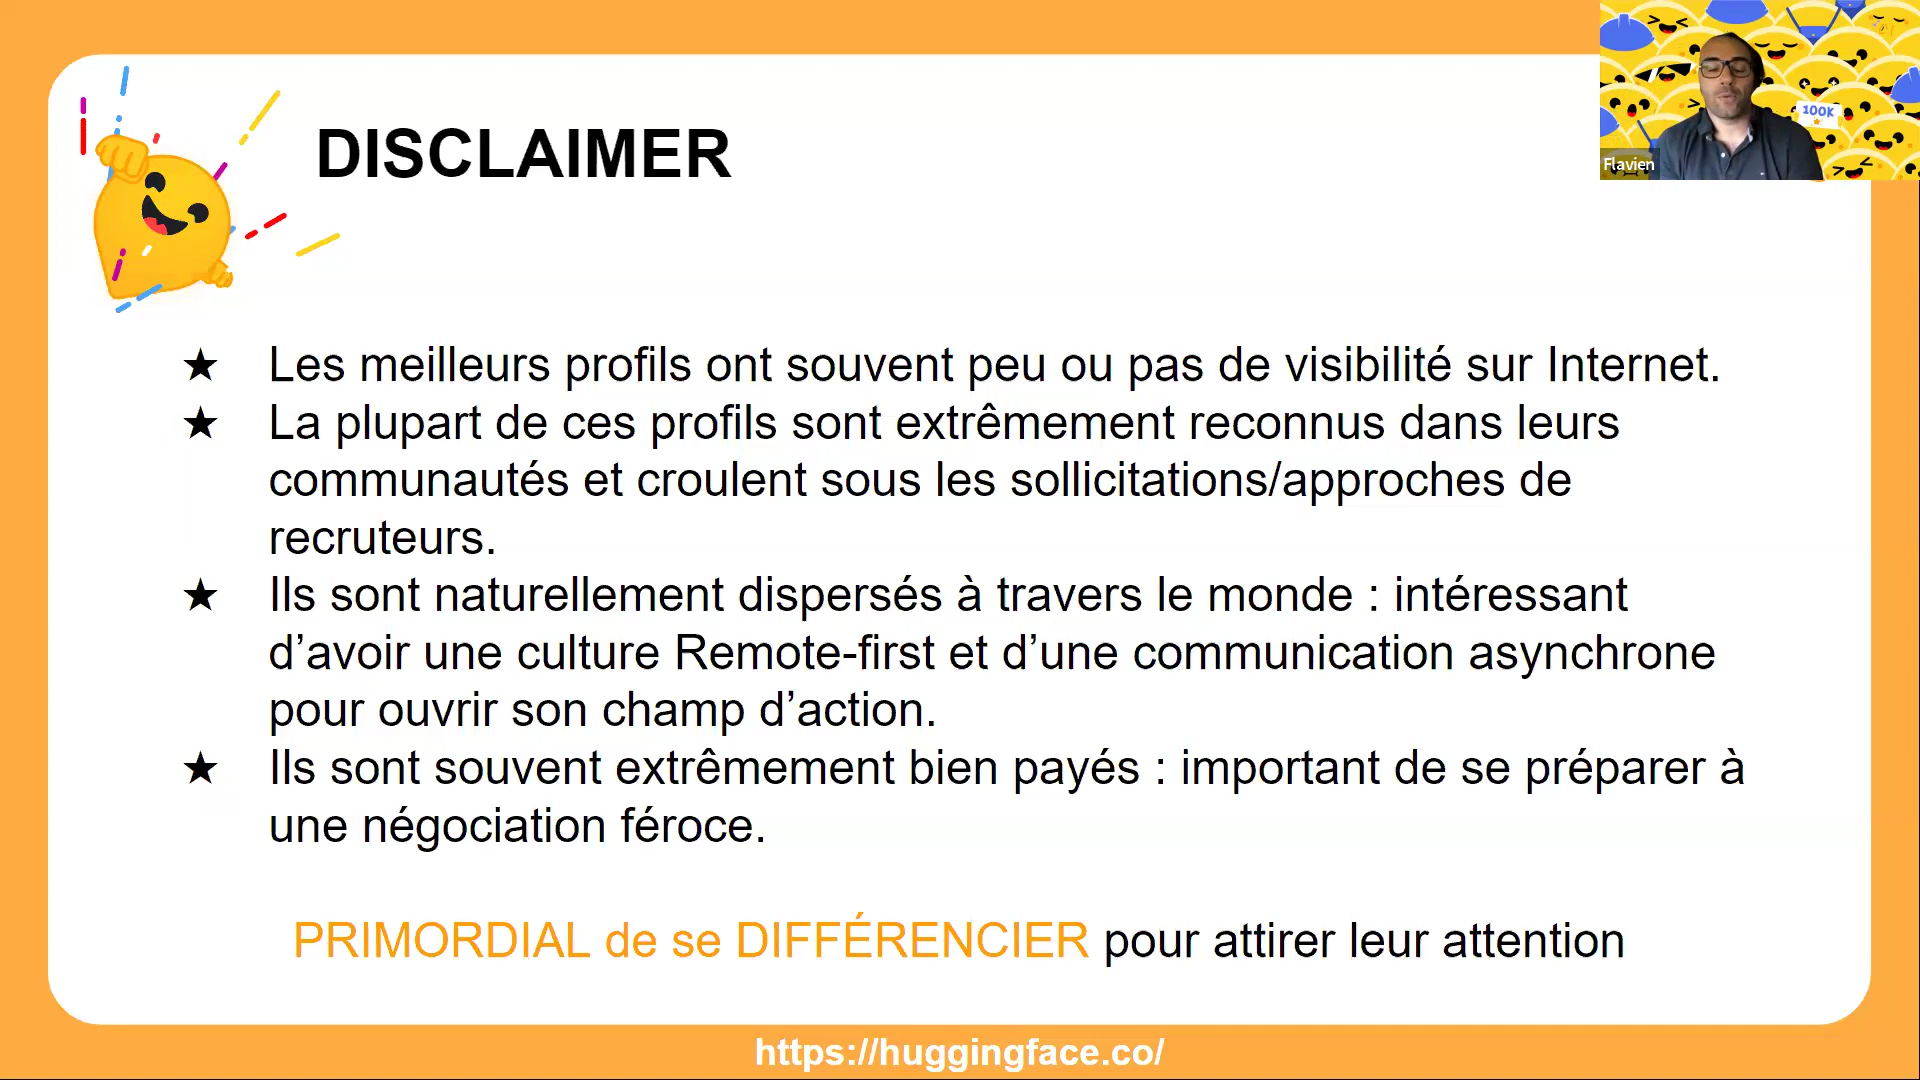 DISCLAIMER
100K
Flavien
★ Les meilleurs profils ont souvent peu ou pas de visibilité sur Internet.
★ La plupart de ces profils sont extrêmement reconnus dans leurs
communautés et croulent sous les sollicitations/approches de
recruteurs.
★ Ils sont naturellement dispersés à travers le monde : intéressant
d’avoir une culture Remote-first et d’une communication asynchrone
pour ouvrir son champ d’action.
★ Ils sont souvent extrêmement bien payés : important de se préparer à
une négociation féroce.
PRIMORDIAL de se DIFFÉRENCIER pour attirer leur attention
https://huggingface.co/